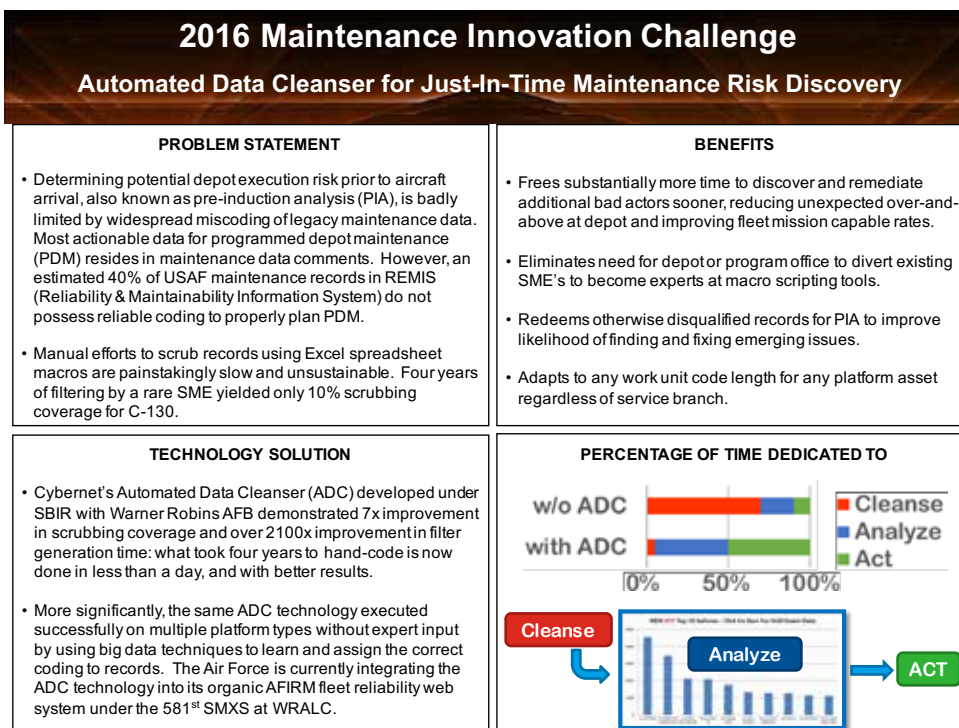 2016 Maintenance Innovation Challenge
Automated Data Cleanser for Just-In-Time Maintenance Risk Discovery
PROBLEM STATEMENT
• Determining potential depot execution risk prior to aircraft
arrival, also known as pre-induction analysis (PIA), is badly
limited by widespread miscoding of legacy maintenance data.
Most actionable data for programmed depot maintenance
(PDM) resides in maintenance data comments. However, an
estimated 40% of USAF maintenance records in REMIS
(Reliability & Maintainability Information System) do not
possess reliable coding to properly plan PDM.
• Manual efforts to scrub records using Excel spreadsheet
macros are painstakingly slow and unsustainable. Four years
of filtering by a rare SME yielded only 10% scrubbing
coverage for C-130.
BENEFITS
• Frees substantially more time to discover and remediate
additional bad actors sooner, reducing unexpected over-and-
above at depot and improving fleet mission capable rates.
• Eliminates need for depot or program office to divert existing
SME's to become experts at macro scripting tools.
• Redeems otherwise disqualified records for PIA to improve
likelihood of finding and fixing emerging issues.
• Adapts to any work unit code length for any platform asset
regardless of service branch.
TECHNOLOGY SOLUTION
• Cybernet's Automated Data Cleanser (ADC) developed under
SBIR with Warner Robins AFB demonstrated 7x improvement
in scrubbing coverage and over 2100x improvement in filter
generation time: what took four years to hand-code is now
done in less than a day, and with better results.
• More significantly, the same ADC technology executed
successfully on multiple platform types without expert input
by using big data techniques to learn and assign the correct
coding to records. The Air Force is currently integrating the
ADC technology into its organic AFIRM fleet reliability web
system under the 581st SMXS at WRALC.
PERCENTAGE OF TIME DEDICATED TO
w/o ADC
with ADC
0% 50% 100%
Cleanse
Analyze
Act
Cleanse
Analyze
ACT